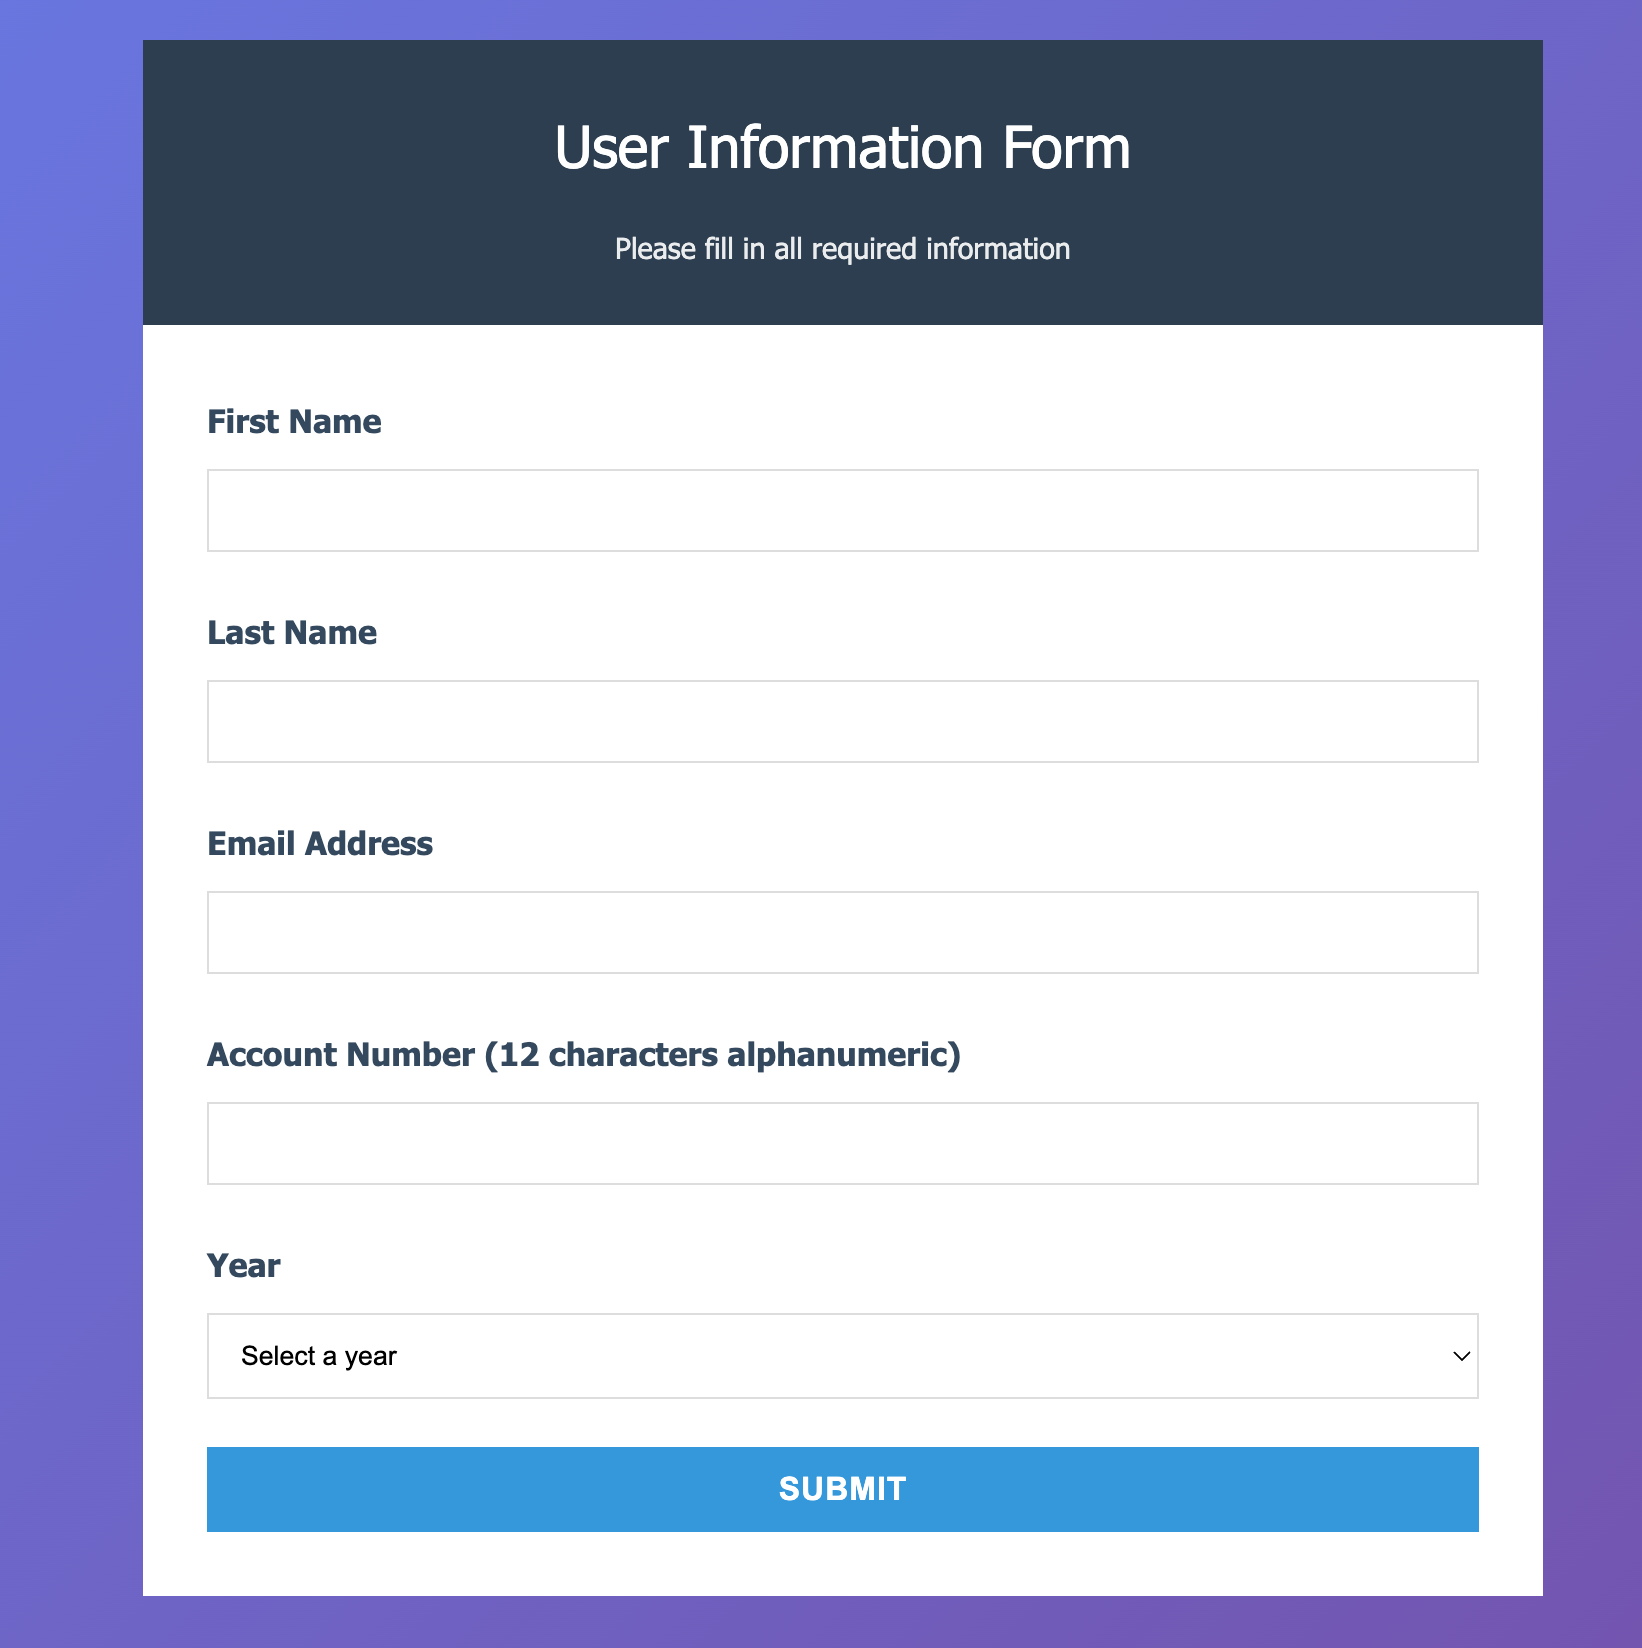 User Information Form
Please fill in all required information
First Name
Last Name
Email Address
Account Number (12 characters alphanumeric)
Year
Select a year
SUBMIT